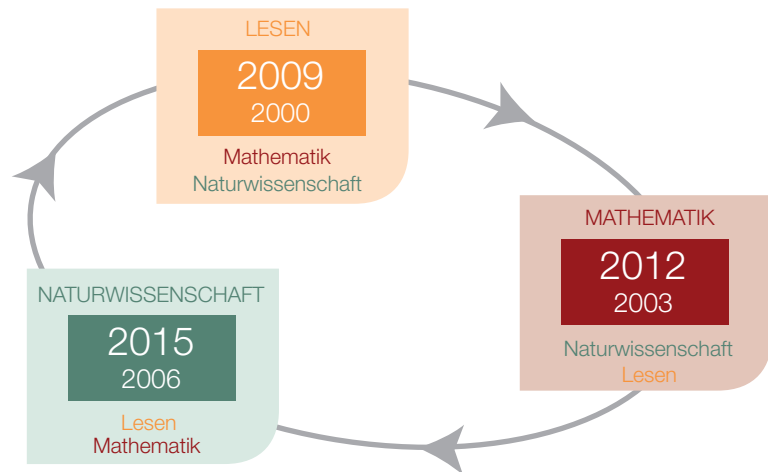 LESEN
2009
2000
Mathematik
Naturwissenschaft
MATHEMATIK
2012
2003
Naturwissenschaft
Lesen
NATURWISSENSCHAFT
2015
2006
Lesen
Mathematik